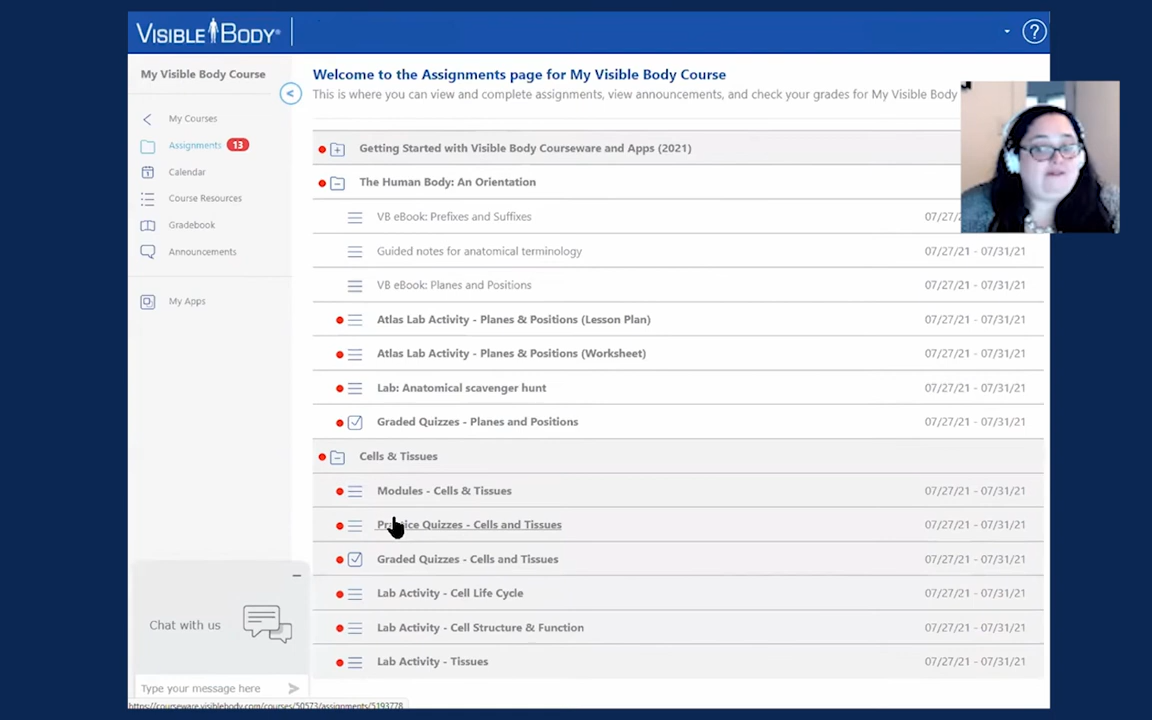 VISIBLE BODY®
?
My Visible Body Course
<
My Courses
Assignments 13
Calendar
Course Resources
Gradebook
Announcements
My Apps
Welcome to the Assignments page for My Visible Body Course
This is where you can view and complete assignments, view announcements, and check your grades for My Visible Body
Getting Started with Visible Body Courseware and Apps (2021)
The Human Body: An Orientation
VB eBook: Prefixes and Suffixes 07/27/
Guided notes for anatomical terminology 07/27/21 - 07/31/21
VB eBook: Planes and Positions 07/27/21 - 07/31/21
Atlas Lab Activity - Planes & Positions (Lesson Plan) 07/27/21 - 07/31/21
Atlas Lab Activity - Planes & Positions (Worksheet) 07/27/21 - 07/31/21
Lab: Anatomical scavenger hunt 07/27/21 - 07/31/21
Graded Quizzes - Planes and Positions 07/27/21 - 07/31/21
Cells & Tissues
Modules - Cells & Tissues 07/27/21 - 07/31/21
Practice Quizzes - Cells and Tissues 07/27/21 - 07/31/21
Graded Quizzes - Cells and Tissues 07/27/21 - 07/31/21
Lab Activity - Cell Life Cycle 07/27/21 - 07/31/21
Lab Activity - Cell Structure & Function 07/27/21 - 07/31/21
Lab Activity - Tissues 07/27/21 - 07/31/21
Chat with us
Type your message here
https://courseware.visiblebody.com/courses/50573/assignments/5193778